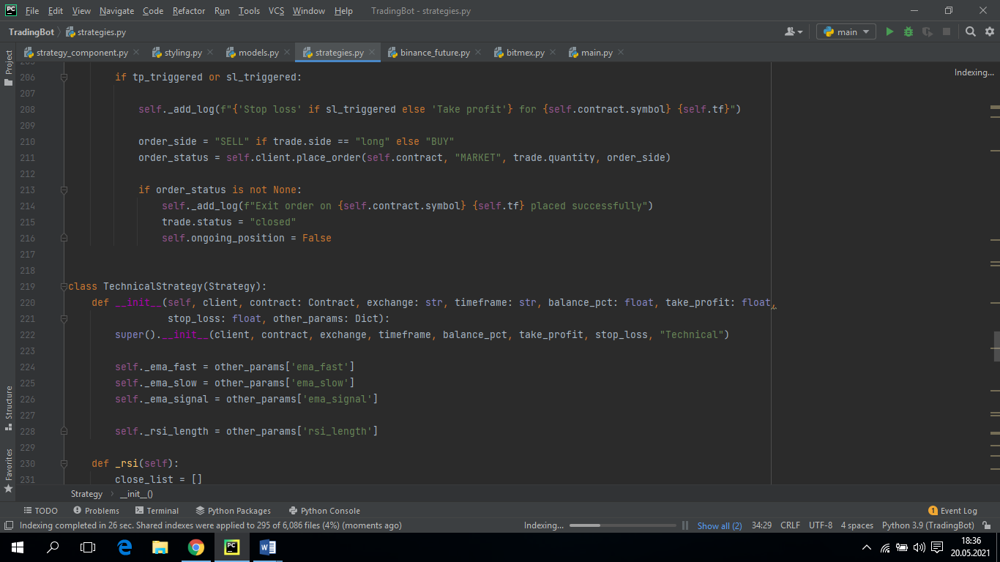 PC File Edit View Navigate Code Refactor Run Tools VCS Window Help TradingBot - strategies.py
TradingBot strategies.py main
strategy_component.py styling.py models.py strategies.py binance_future.py bitmex.py main.py
Project
Indexing...
206 if tp_triggered or sl_triggered:
207
208 self._add_log(f"{'Stop loss' if sl_triggered else 'Take profit'} for {self.contract.symbol} {self.tf}")
209
210 order_side = "SELL" if trade.side == "long" else "BUY"
211 order_status = self.client.place_order(self.contract, "MARKET", trade.quantity, order_side)
212
213 if order_status is not None:
214 self._add_log(f"Exit order on {self.contract.symbol} {self.tf} placed successfully")
215 trade.status = "closed"
216 self.ongoing_position = False
217
218
219 class TechnicalStrategy(Strategy):
220 def __init__(self, client, contract: Contract, exchange: str, timeframe: str, balance_pct: float, take_profit: float,
221 stop_loss: float, other_params: Dict):
222 super().__init__(client, contract, exchange, timeframe, balance_pct, take_profit, stop_loss, "Technical")
223
224 self._ema_fast = other_params['ema_fast']
225 self._ema_slow = other_params['ema_slow']
226 self._ema_signal = other_params['ema_signal']
227
228 self._rsi_length = other_params['rsi_length']
229
230 def _rsi(self):
231 close_list = []
Structure
Favorites
Strategy __init__()
TODO Problems Terminal Python Packages Python Console 1 Event Log
Indexing completed in 26 sec. Shared indexes were applied to 295 of 6,086 files (4%) (moments ago) Indexing... Show all (2) 34:29 CRLF UTF-8 4 spaces Python 3.9 (TradingBot)
PC W 18:36
20.05.2021